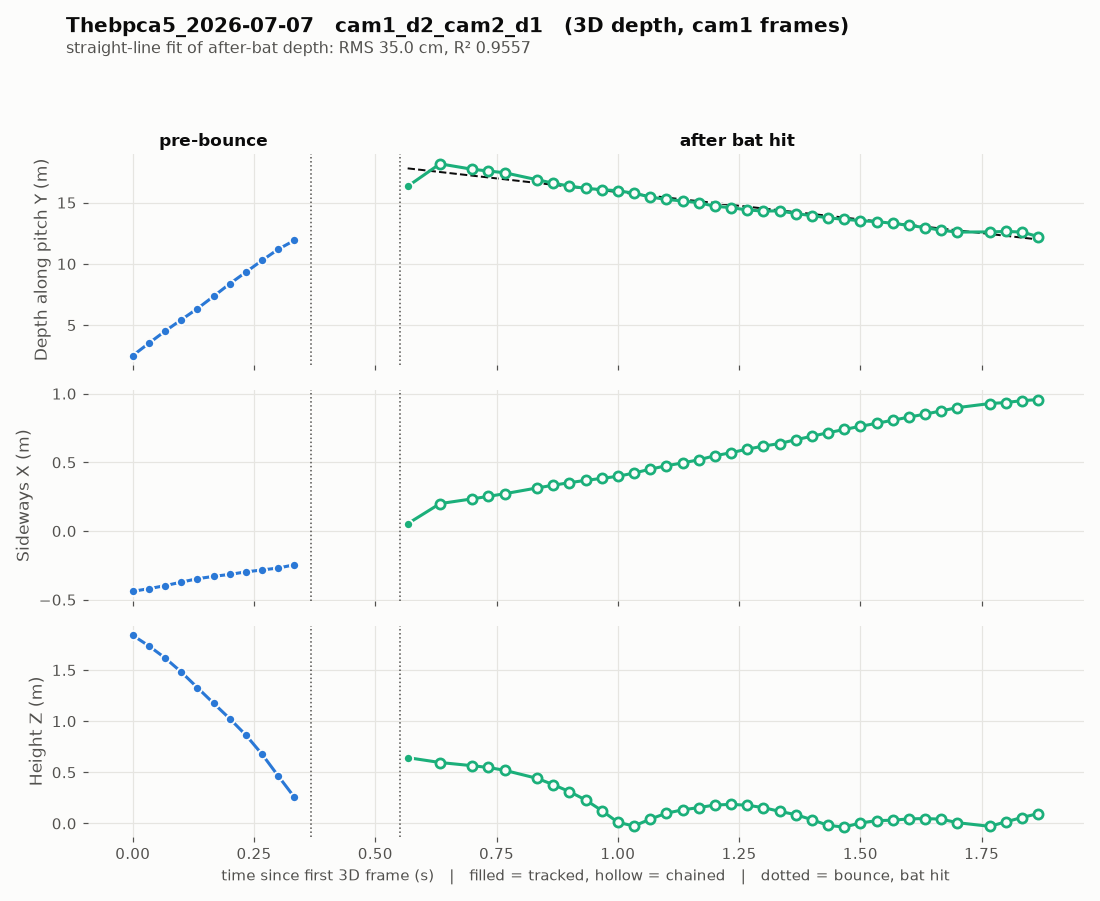 Thebpca5_2026-07-07   cam1_d2_cam2_d1   (3D depth, cam1 frames)
straight-line fit of after-bat depth: RMS 35.0 cm, R² 0.9557
pre-bounce
after bat hit
Depth along pitch Y (m)
15
10
5
Sideways X (m)
1.0
0.5
0.0
−0.5
Height Z (m)
1.5
1.0
0.5
0.0
0.00 0.25 0.50 0.75 1.00 1.25 1.50 1.75
time since first 3D frame (s)   |   filled = tracked, hollow = chained   |   dotted = bounce, bat hit